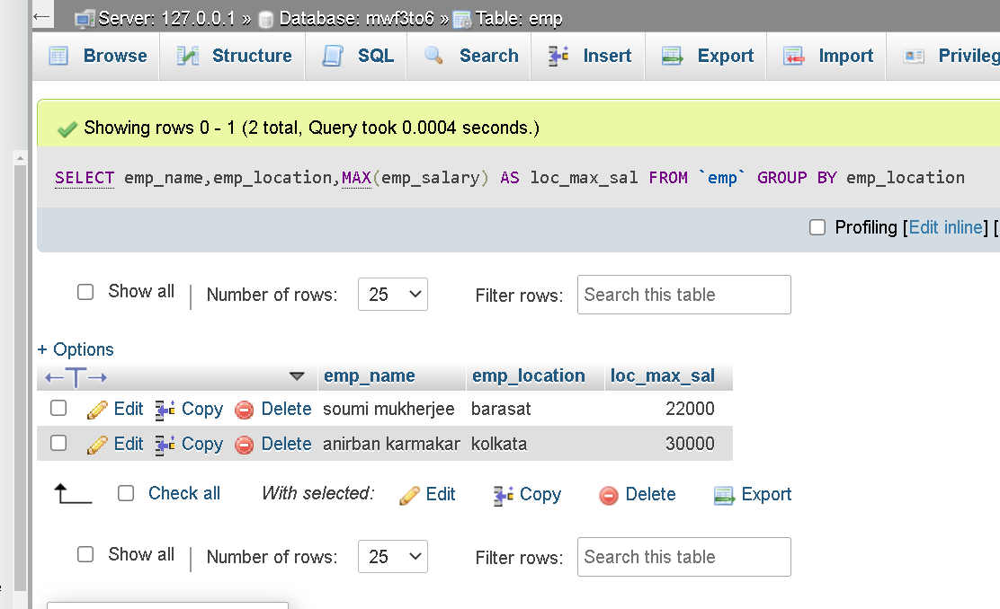 Server: 127.0.0.1 » Database: mwf3to6 » Table: emp
Browse Structure SQL Search Insert Export Import Privileg
Showing rows 0 - 1 (2 total, Query took 0.0004 seconds.)
SELECT emp_name,emp_location,MAX(emp_salary) AS loc_max_sal FROM `emp` GROUP BY emp_location
Profiling [Edit inline] [
Show all | Number of rows: 25 Filter rows: Search this table
+ Options
←T→ emp_name emp_location loc_max_sal
Edit Copy Delete soumi mukherjee barasat 22000
Edit Copy Delete anirban karmakar kolkata 30000
Check all With selected: Edit Copy Delete Export
Show all | Number of rows: 25 Filter rows: Search this table